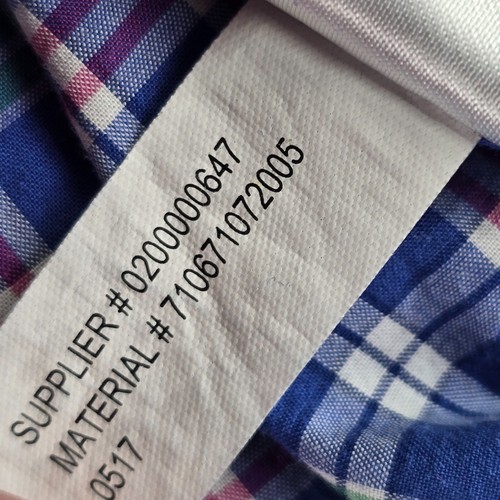 SUPPLIER # 0200000647
MATERIAL # 710671072005
0517